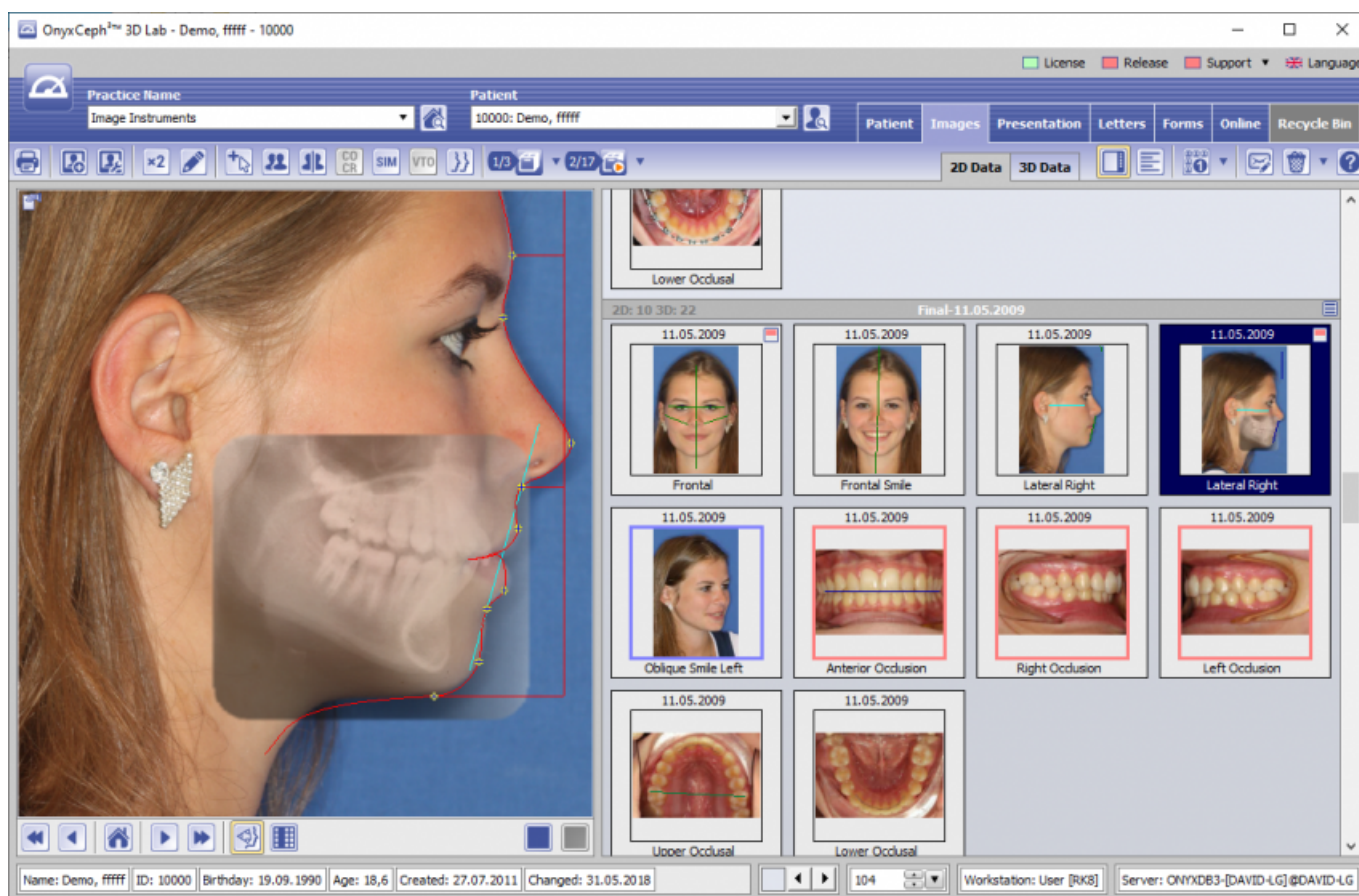 OnyxCeph³™ 3D Lab - Demo, fffff - 10000
License Release Support Language
Practice Name Patient
Image Instruments 10000: Demo, fffff
Patient Images Presentation Letters Forms Online Recycle Bin
×2 CO CR SIM VTO 1/3 2/17 2D Data 3D Data 1 ?
Lower Occlusal
2D: 10 3D: 22 Final-11.05.2009
11.05.2009 11.05.2009 11.05.2009 11.05.2009
Frontal Frontal Smile Lateral Right Lateral Right
11.05.2009 11.05.2009 11.05.2009 11.05.2009
Oblique Smile Left Anterior Occlusion Right Occlusion Left Occlusion
11.05.2009 11.05.2009
Upper Occlusal Lower Occlusal
Name: Demo, fffff ID: 10000 Birthday: 19.09.1990 Age: 18,6 Created: 27.07.2011 Changed: 31.05.2018 104 Workstation: User [RK8] Server: ONYXDB3-[DAVID-LG]@DAVID-LG